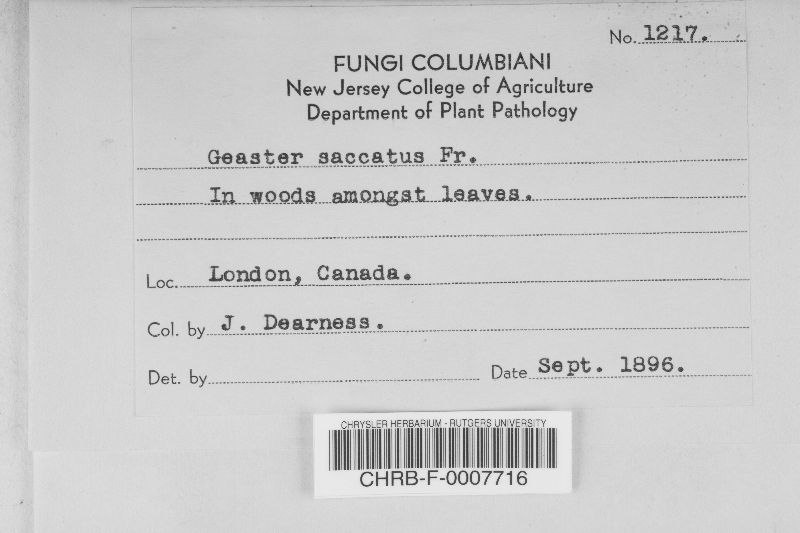 No. 1217.
FUNGI COLUMBIANI
New Jersey College of Agriculture
Department of Plant Pathology
Geaster saccatus Fr.
In woods amongst leaves.
Loc. London, Canada.
Col. by J. Dearness.
Det. by Date Sept. 1896.
CHRYSLER HERBARIUM - RUTGERS UNIVERSITY
CHRB-F-0007716